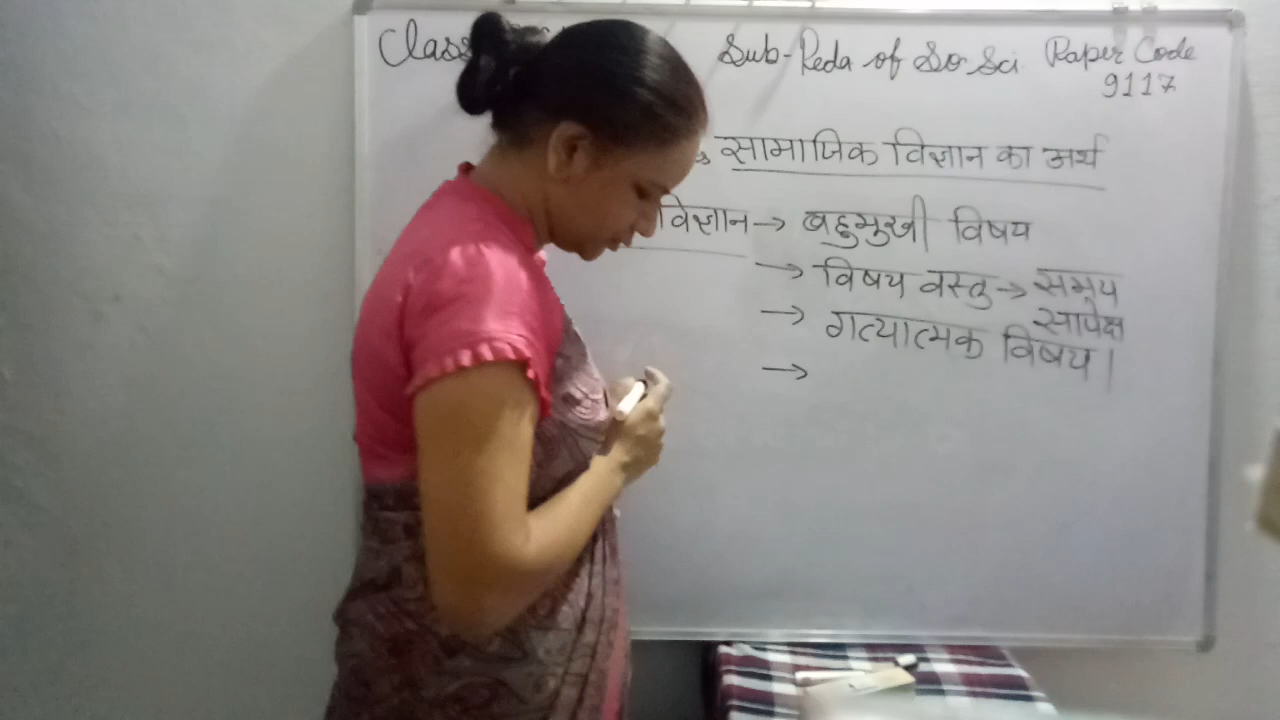 Class Sub-Peda of So Sci Paper Code
9117
सामाजिक विज्ञान का अर्थ
विज्ञान → बहुमुखी विषय
→ विषय वस्तु → समय
सापेक्ष
→ गत्यात्मक विषय।
→